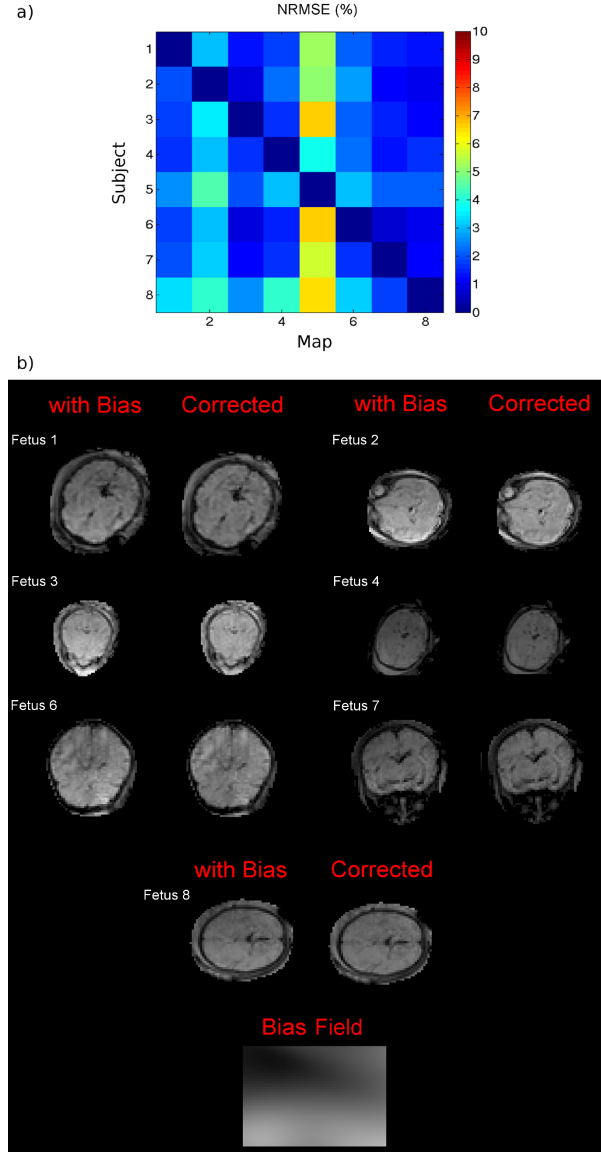 a)
NRMSE (%)
1
2
3
4
5
6
7
8
Subject
2 4 6 8
Map
10
9
8
7
6
5
4
3
2
1
0
b)
with Bias Corrected with Bias Corrected
Fetus 1 Fetus 2
Fetus 3 Fetus 4
Fetus 6 Fetus 7
with Bias Corrected
Fetus 8
Bias Field